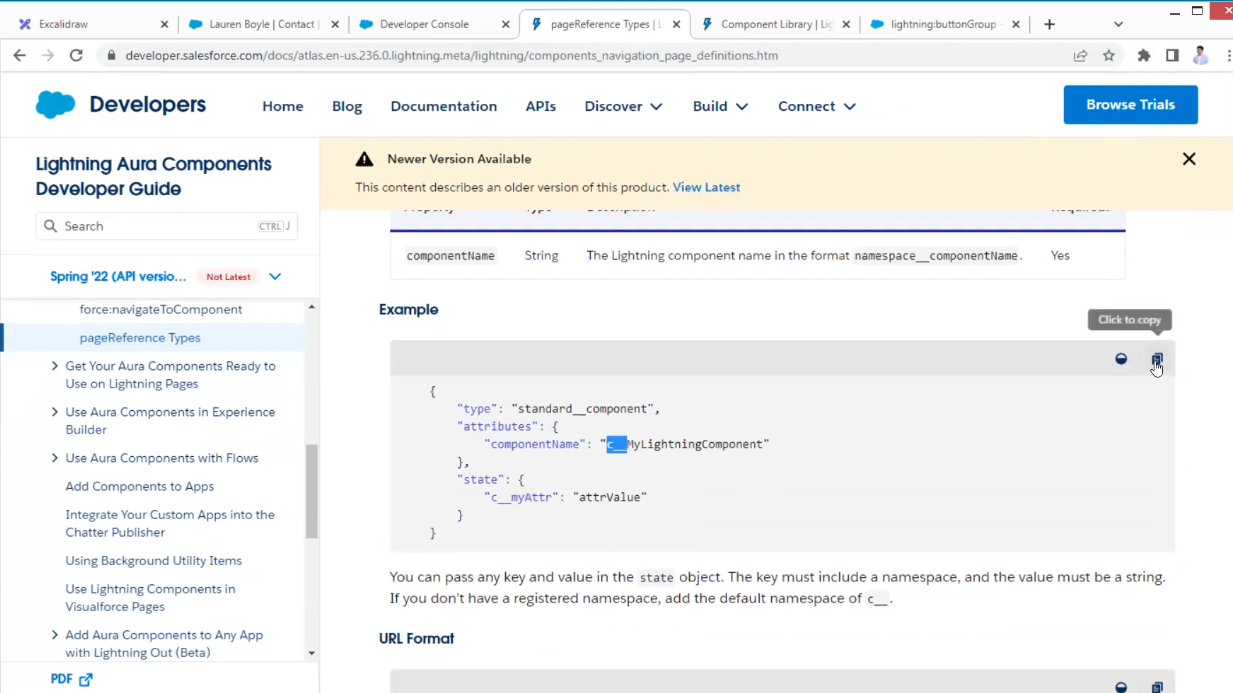 Excalidraw
Lauren Boyle | Contact |
Developer Console
pageReference Types | L
Component Library | Lig
lightning:buttonGroup -
developer.salesforce.com/docs/atlas.en-us.236.0.lightning.meta/lightning/components_navigation_page_definitions.htm
Developers
Home
Blog
Documentation
APIs
Discover
Build
Connect
Browse Trials
Lightning Aura Components
Developer Guide
Search
CTRL J
Spring '22 (API versio...
Not Latest
force:navigateToComponent
pageReference Types
Get Your Aura Components Ready to
Use on Lightning Pages
Use Aura Components in Experience
Builder
Use Aura Components with Flows
Add Components to Apps
Integrate Your Custom Apps into the
Chatter Publisher
Using Background Utility Items
Use Lightning Components in
Visualforce Pages
Add Aura Components to Any App
with Lightning Out (Beta)
PDF
Newer Version Available
This content describes an older version of this product. View Latest
Property Type Description Required?
componentName String The Lightning component name in the format namespace__componentName. Yes
Example
Click to copy
{
"type": "standard__component",
"attributes": {
"componentName": "c__MyLightningComponent"
},
"state": {
"c__myAttr": "attrValue"
}
}
You can pass any key and value in the state object. The key must include a namespace, and the value must be a string.
If you don't have a registered namespace, add the default namespace of c__.
URL Format